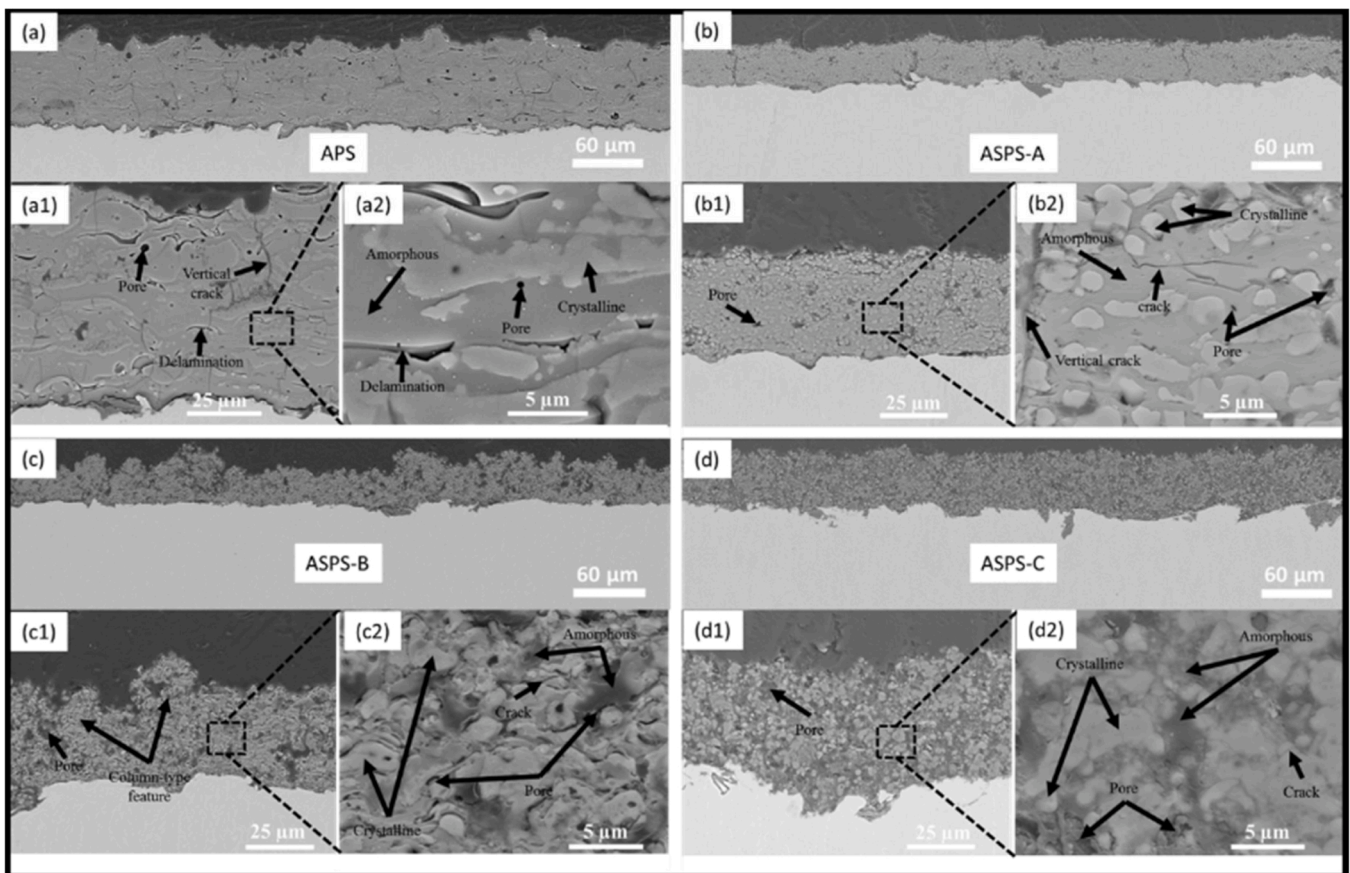 (a)
APS
60 µm
(b)
ASPS-A
60 µm
(a1)
Pore
Vertical
crack
Delamination
25 µm
(a2)
Amorphous
Crystalline
Pore
Delamination
5 µm
(b1)
Pore
25 µm
(b2)
Crystalline
Amorphous
crack
Vertical crack
Pore
5 µm
(c)
ASPS-B
60 µm
(d)
ASPS-C
60 µm
(c1)
Pore
Column-type
feature
25 µm
(c2)
Amorphous
Crack
Pore
Crystalline
5 µm
(d1)
Pore
25 µm
(d2)
Amorphous
Crystalline
Crack
Pore
5 µm